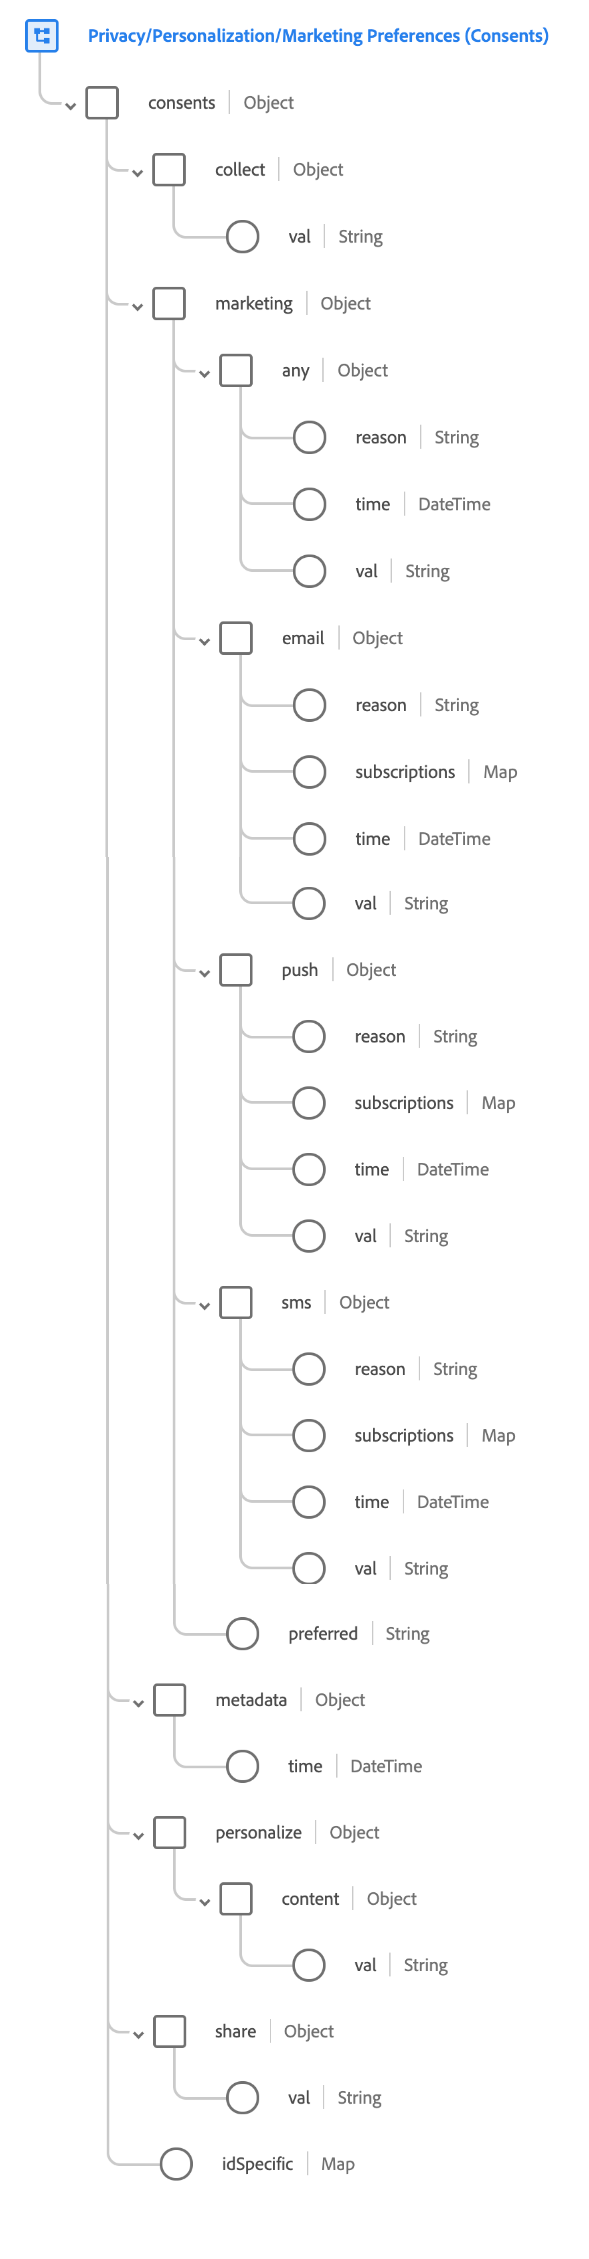 Privacy/Personalization/Marketing Preferences (Consents)
consents | Object
collect | Object
val | String
marketing | Object
any | Object
reason | String
time | DateTime
val | String
email | Object
reason | String
subscriptions | Map
time | DateTime
val | String
push | Object
reason | String
subscriptions | Map
time | DateTime
val | String
sms | Object
reason | String
subscriptions | Map
time | DateTime
val | String
preferred | String
metadata | Object
time | DateTime
personalize | Object
content | Object
val | String
share | Object
val | String
idSpecific | Map